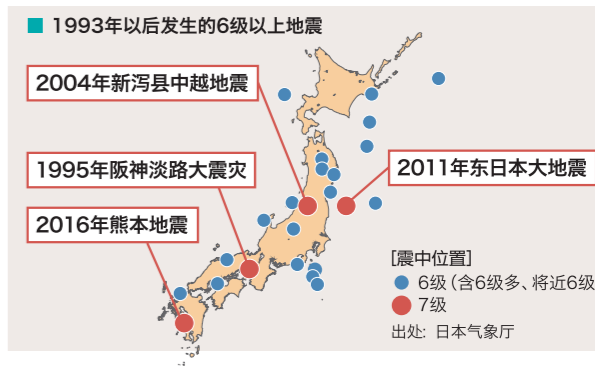 1993年以后发生的6级以上地震
2004年新泻县中越地震
1995年阪神淡路大震灾
2011年东日本大地震
2016年熊本地震
[震中位置]
6级（含6级多、将近6级
7级
出处: 日本气象厅